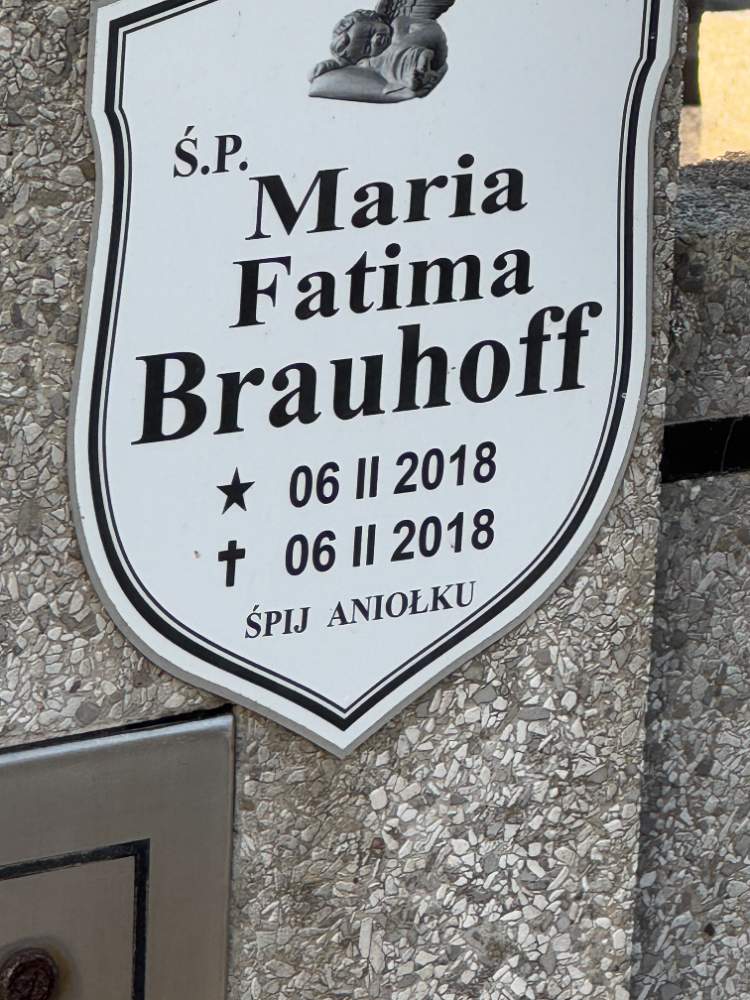 Ś.P.
Maria
Fatima
Brauhoff
★ 06 II 2018
✝ 06 II 2018
ŚPIJ ANIOŁKU